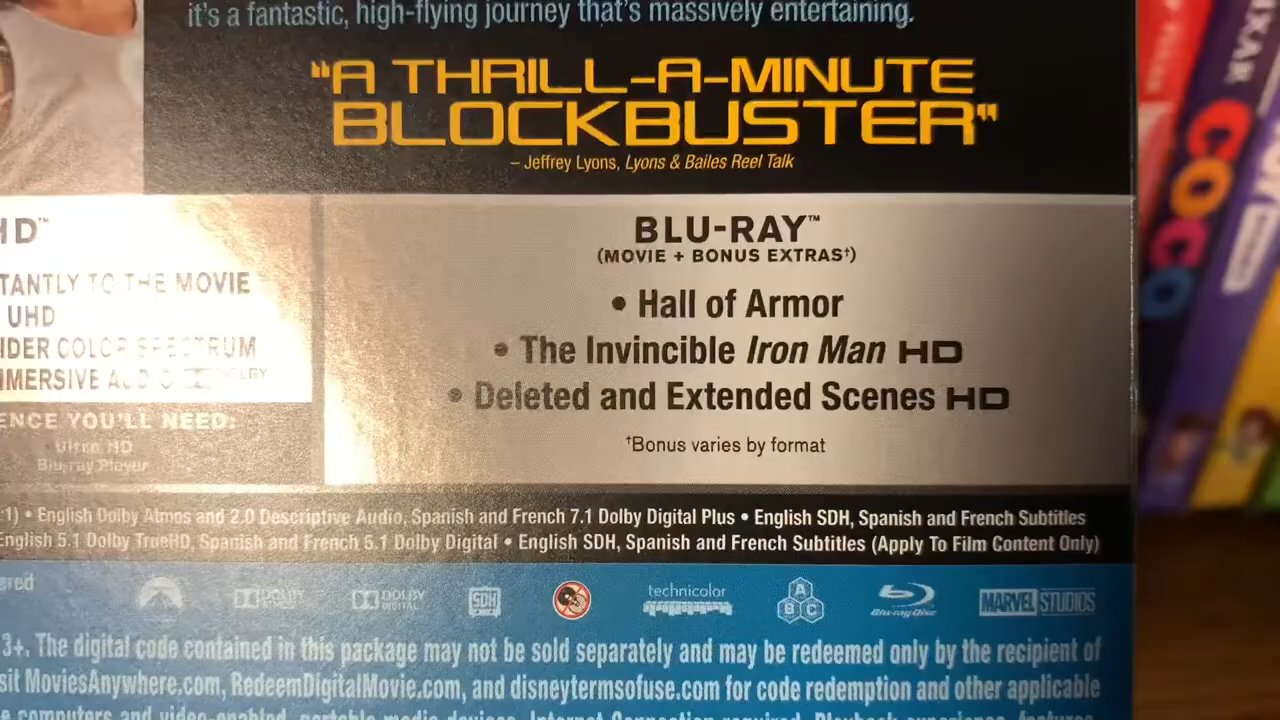 it's a fantastic, high-flying journey that's massively entertaining.
"A THRILL-A-MINUTE
BLOCKBUSTER"
– Jeffrey Lyons, Lyons & Bailes Reel Talk
HD™
TANTLY TO THE MOVIE
UHD
IDER COLOR SPECTRUM
MMERSIVE AUDIO DOLBY
ENCE YOU'LL NEED:
Ultra HD
Blu-ray Player
BLU-RAY™
(MOVIE + BONUS EXTRAS†)
• Hall of Armor
• The Invincible Iron Man HD
• Deleted and Extended Scenes HD
†Bonus varies by format
:1) • English Dolby Atmos and 2.0 Descriptive Audio, Spanish and French 7.1 Dolby Digital Plus • English SDH, Spanish and French Subtitles
English 5.1 Dolby TrueHD, Spanish and French 5.1 Dolby Digital • English SDH, Spanish and French Subtitles (Apply To Film Content Only)
ered
DOLBY DOLBY DIGITAL SDH technicolor A B C Blu-ray Disc MARVEL STUDIOS
3+. The digital code contained in this package may not be sold separately and may be redeemed only by the recipient of
sit MoviesAnywhere.com, RedeemDigitalMovie.com, and disneytermsofuse.com for code redemption and other applicable
computers and video-enabled portable media devices. Internet Connection required. Playback experience, features,
PIXAR
COCO